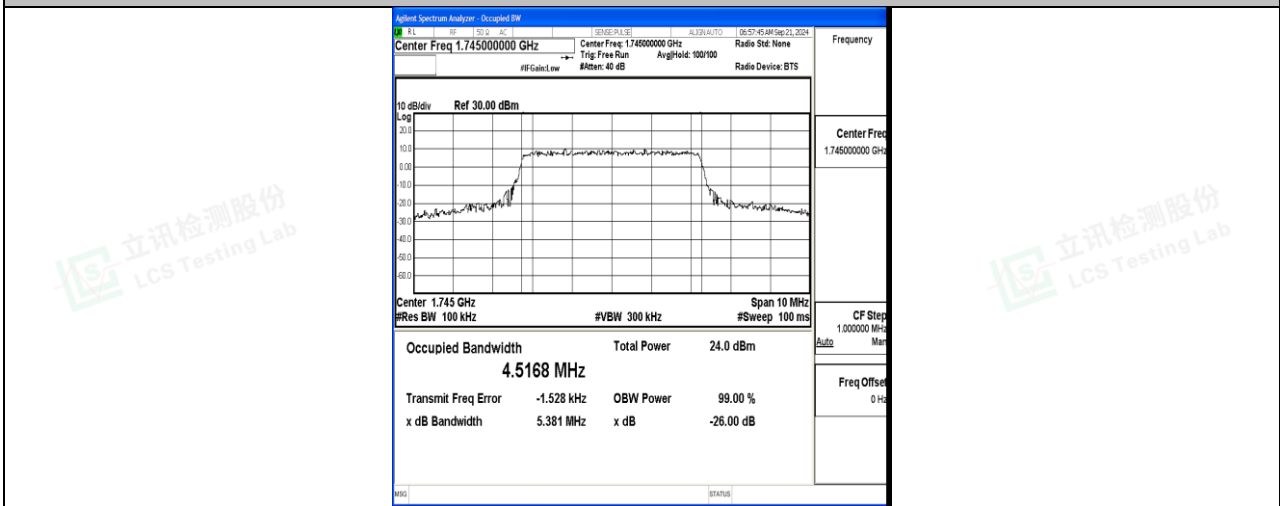 Agilent Spectrum Analyzer - Occupied BW
RL RF 50 Ω AC SENSE:PULSE ALIGN AUTO 06:57:45 AM Sep 21, 2024
Center Freq 1.745000000 GHz
Center Freq: 1.745000000 GHz
Radio Std: None
Trig: Free Run Avg|Hold: 100/100
#IFGain:Low
#Atten: 40 dB
Radio Device: BTS
Frequency
10 dB/div Ref 30.00 dBm
Log
20.0
10.0
0.00
-10.0
-20.0
-30.0
-40.0
-50.0
-60.0
Center 1.745 GHz
Span 10 MHz
#Res BW 100 kHz
#VBW 300 kHz
#Sweep 100 ms
Center Freq
1.745000000 GHz
CF Step
1.000000 MHz
Auto Man
Freq Offset
0 Hz
Occupied Bandwidth
4.5168 MHz
Total Power 24.0 dBm
Transmit Freq Error -1.528 kHz
OBW Power 99.00 %
x dB Bandwidth 5.381 MHz
x dB -26.00 dB
MSG
STATUS
立讯检测股份
LCS Testing Lab
立讯检测股份
LCS Testing Lab